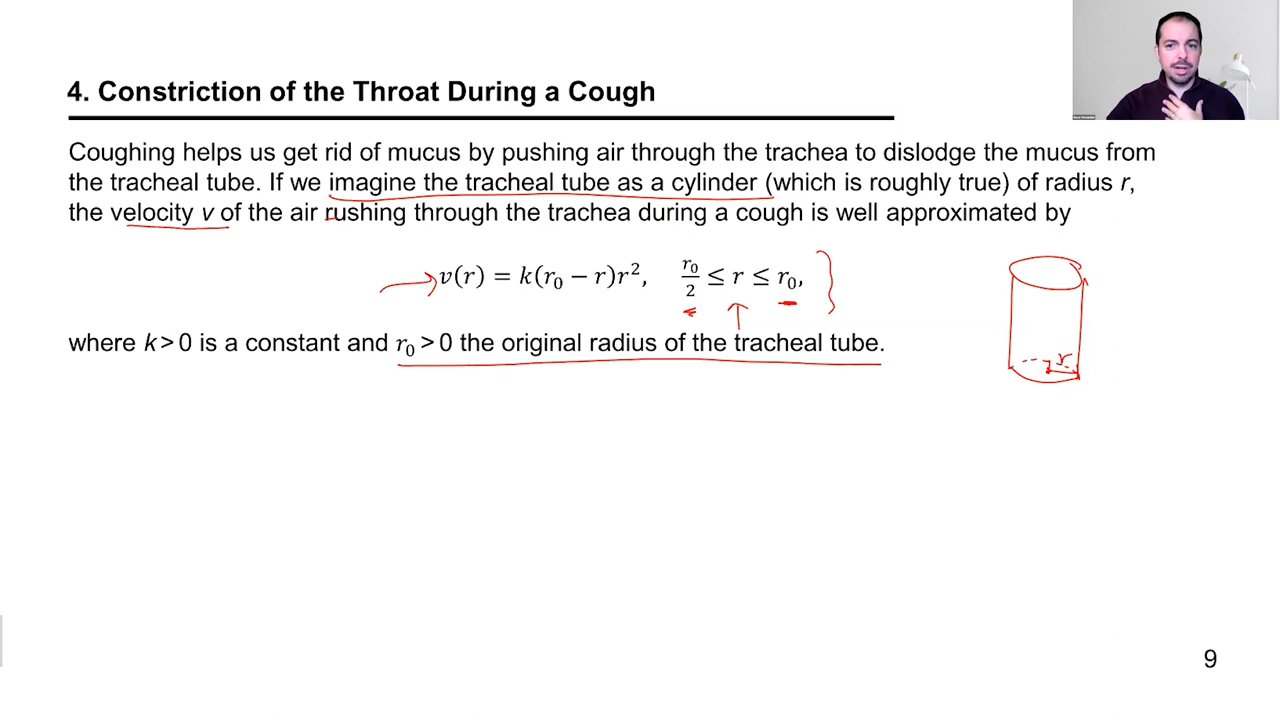 4. Constriction of the Throat During a Cough
Coughing helps us get rid of mucus by pushing air through the trachea to dislodge the mucus from
the tracheal tube. If we imagine the tracheal tube as a cylinder (which is roughly true) of radius r,
the velocity v of the air rushing through the trachea during a cough is well approximated by
v(r) = k(r₀ − r)r², r₀/2 ≤ r ≤ r₀,
where k > 0 is a constant and r₀ > 0 the original radius of the tracheal tube.
r
9